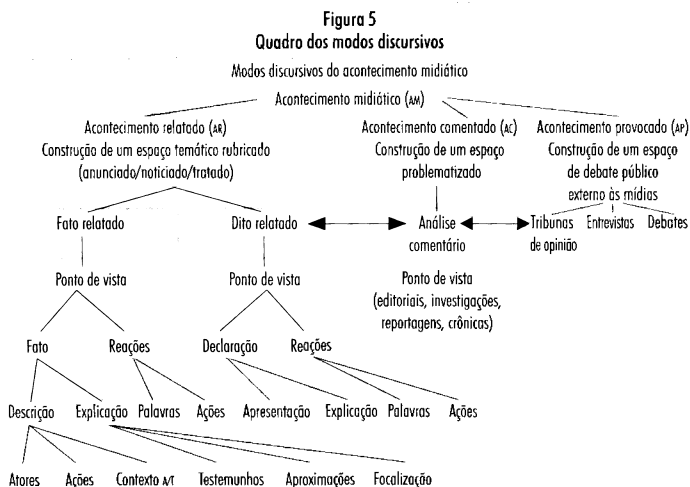 Figura 5
Quadro dos modos discursivos
Modos discursivos do acontecimento midiático
Acontecimento midiático (AM)
Acontecimento relatado (AR)
Construção de um espaço temático rubricado
(anunciado/noticiado/tratado)
Acontecimento comentado (AC)
Construção de um espaço
problematizado
Acontecimento provocado (AP)
Construção de um espaço
de debate público
externo às mídias
Fato relatado
Dito relatado
Análise
comentário
Tribunas
de opinião
Entrevistas
Debates
Ponto de vista
Ponto de vista
Ponto de vista
(editoriais, investigações,
reportagens, crônicas)
Fato
Reações
Declaração
Reações
Descrição
Explicação
Palavras
Ações
Apresentação
Explicação
Palavras
Ações
Atores
Ações
Contexto A/T
Testemunhos
Aproximações
Focalização